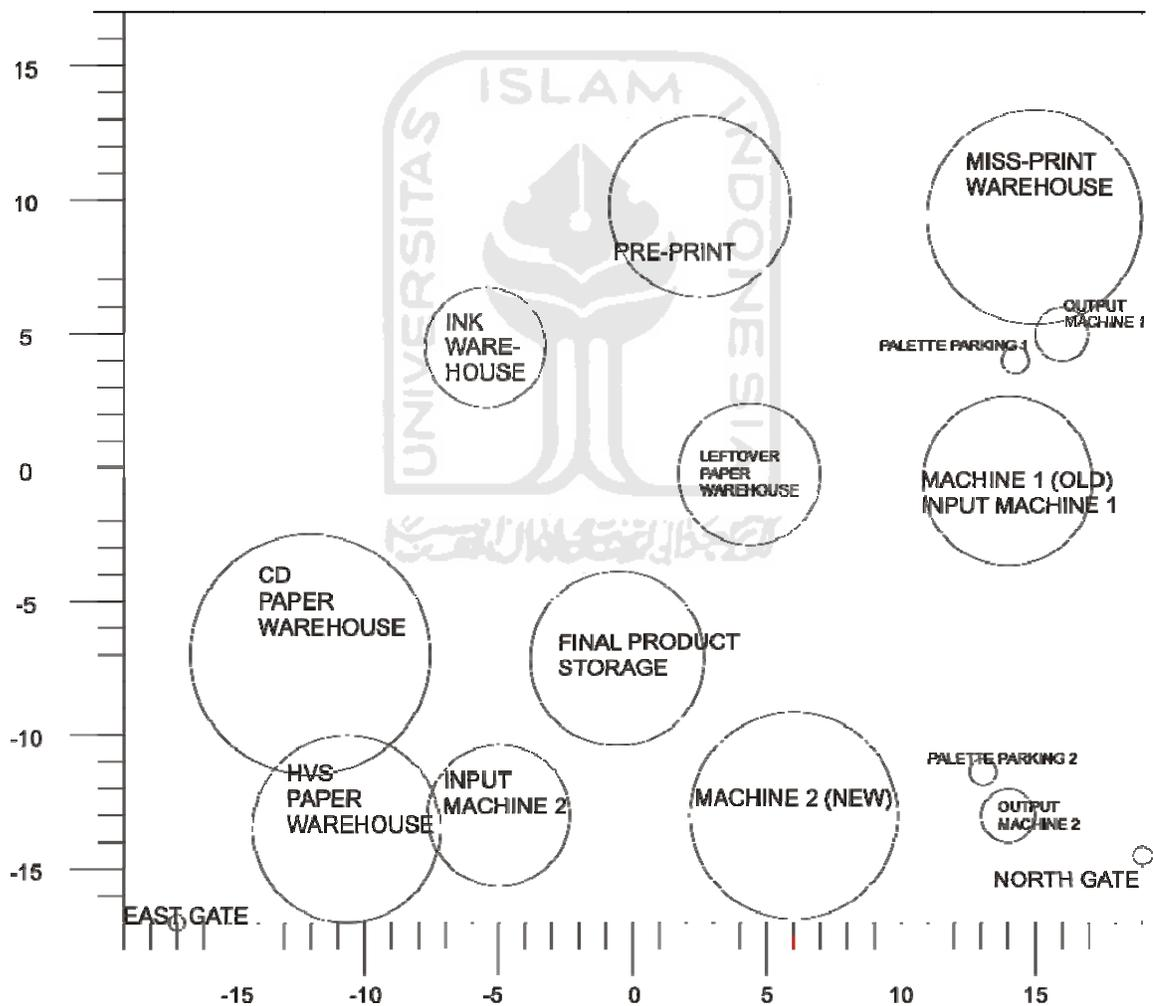 15
UNIVERSITAS
ISLAM
INDONESIA
MISS-PRINT
WAREHOUSE
10
PRE-PRINT
OUTPUT
MACHINE 1
INK
WARE-
HOUSE
5
PALETTE PARKING 1
LEFTOVER
PAPER
WAREHOUSE
0
MACHINE 1 (OLD)
INPUT MACHINE 1
CD
PAPER
WAREHOUSE
-5
FINAL PRODUCT
STORAGE
-10
HVS
PAPER
WAREHOUSE
INPUT
MACHINE 2
MACHINE 2 (NEW)
PALETTE PARKING 2
OUTPUT
MACHINE 2
-15
NORTH GATE
EAST GATE
-15 -10 -5 0 5 10 15